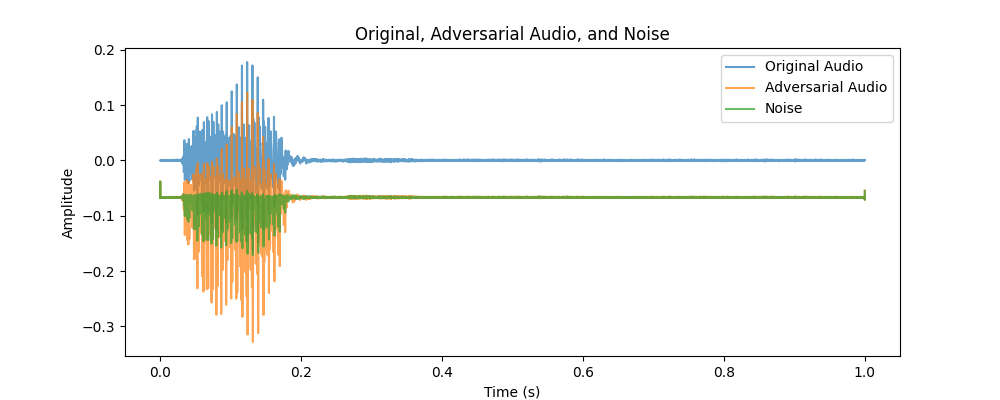 Original, Adversarial Audio, and Noise
Original Audio
Adversarial Audio
Noise
Amplitude
0.2
0.1
0.0
−0.1
−0.2
−0.3
0.0 0.2 0.4 0.6 0.8 1.0
Time (s)